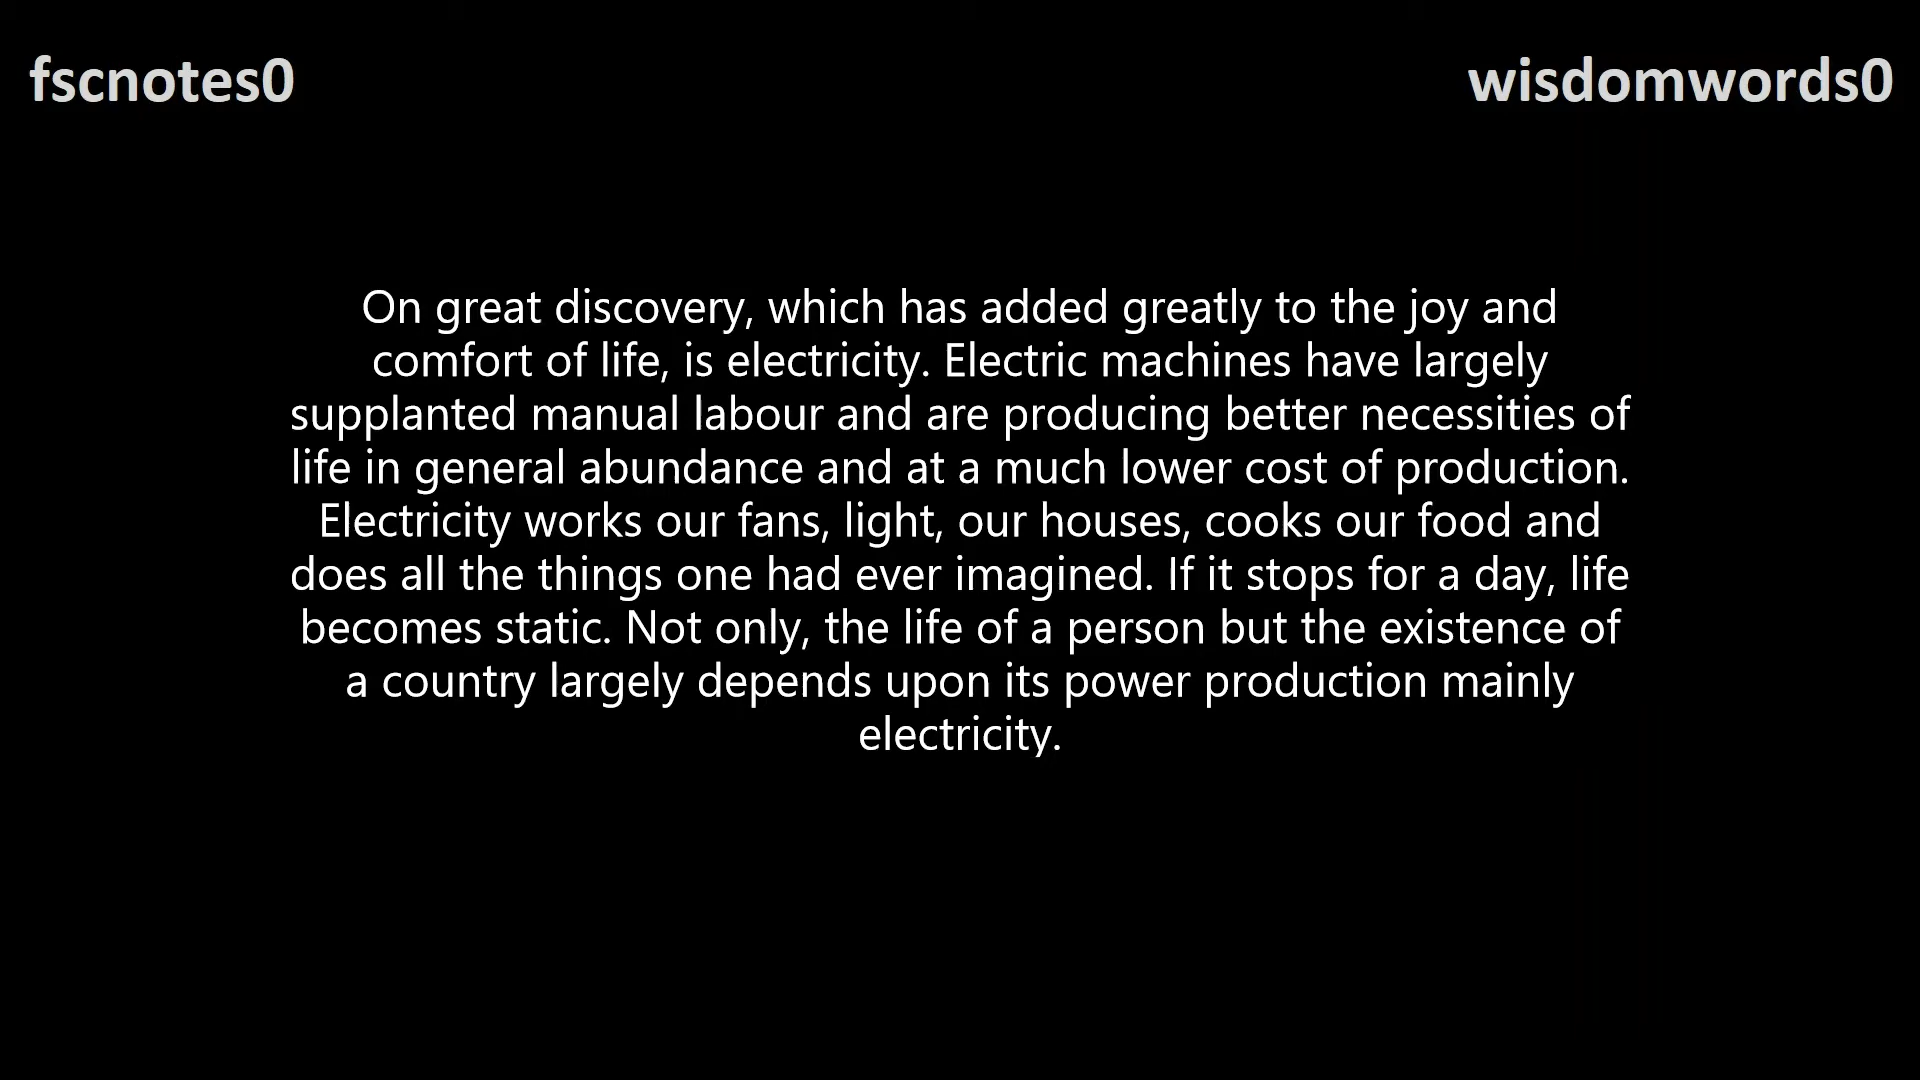 fscnotes0
wisdomwords0
On great discovery, which has added greatly to the joy and
comfort of life, is electricity. Electric machines have largely
supplanted manual labour and are producing better necessities of
life in general abundance and at a much lower cost of production.
Electricity works our fans, light, our houses, cooks our food and
does all the things one had ever imagined. If it stops for a day, life
becomes static. Not only, the life of a person but the existence of
a country largely depends upon its power production mainly
electricity.